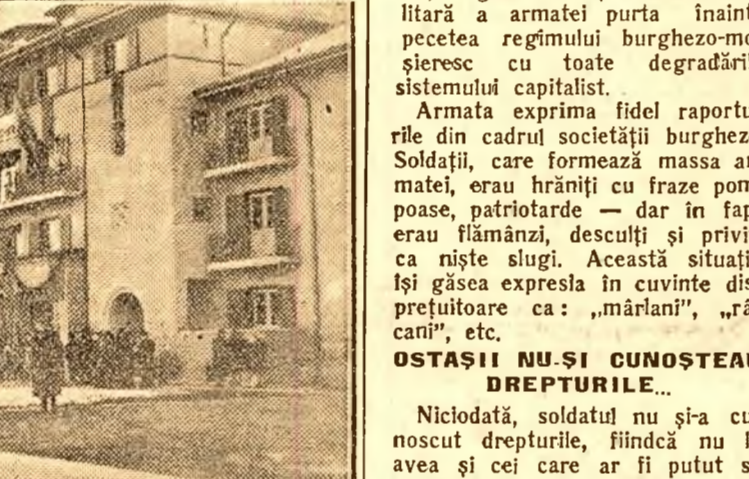 litară a armatei purta înaint
pecetea regimului burghezo-mo
șieresc cu toate degradăril
sistemului capitalist.
Armata exprima fidel raportu
rile din cadrul societății burghez
Soldații, care formează massa ar
matei, erau hrăniți cu fraze pom
poase, patriotarde — dar în fap
erau flămânzi, desculți și privi
ca niște slugi. Această situați
își găsea expresia în cuvinte dis
prețuitoare ca: „mârlani”, „râ
cani”, etc.
OSTAȘII NU-ȘI CUNOȘTEAU
DREPTURILE...
Niciodată, soldatul nu și-a cu
noscut drepturile, fiindcă nu l
avea și cei care ar fi putut s